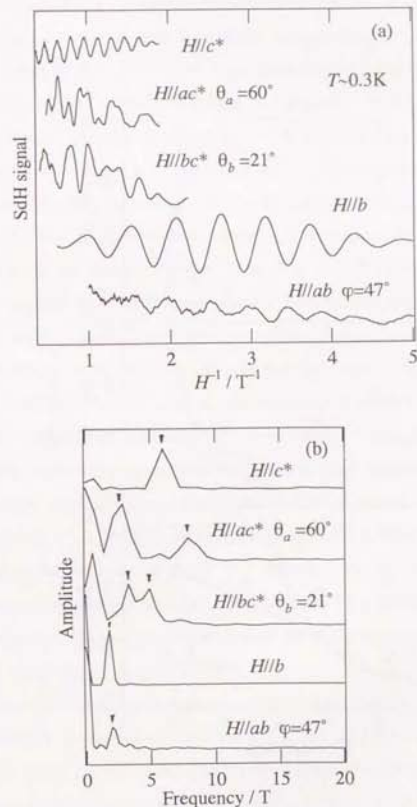 (a)
H//c*
H//ac* θa=60°
T~0.3K
H//bc* θb=21°
H//b
H//ab φ=47°
SdH signal
1 2 3 4 5
H⁻¹ / T⁻¹
(b)
H//c*
H//ac* θa=60°
H//bc* θb=21°
H//b
H//ab φ=47°
Amplitude
0 5 10 15 20
Frequency / T